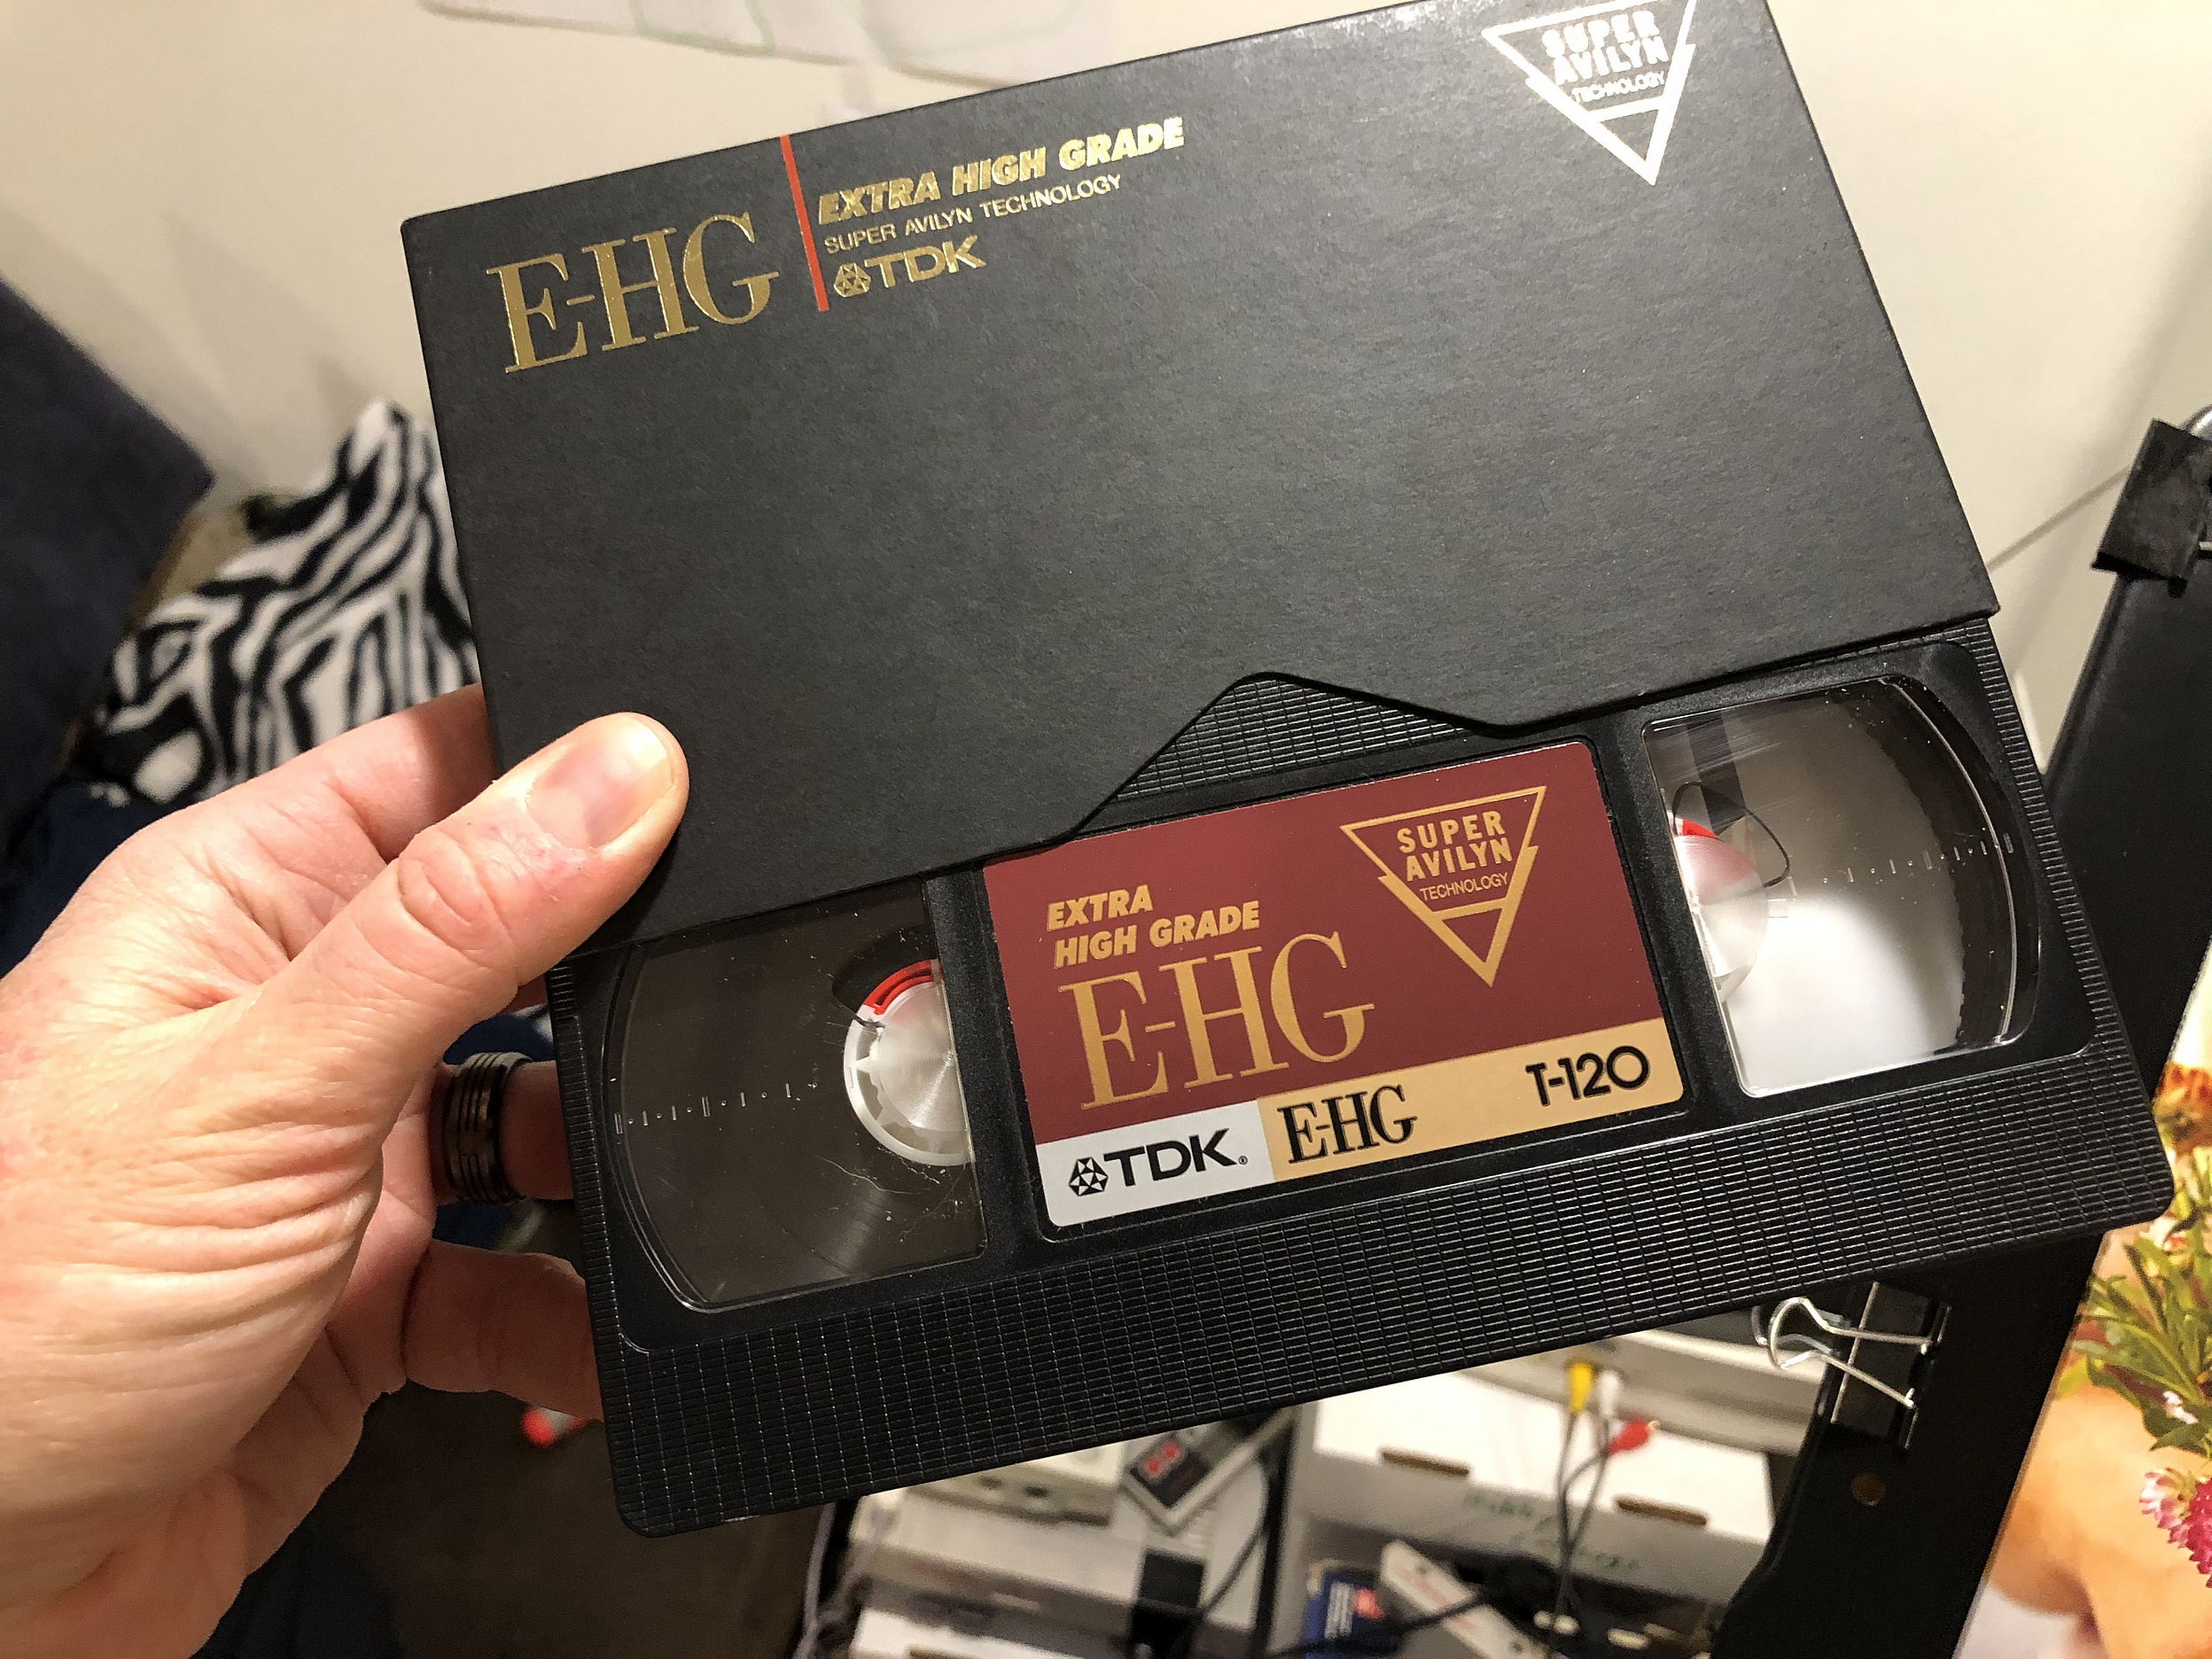 SUPER
AVILYN
TECHNOLOGY
E-HG
EXTRA HIGH GRADE
SUPER AVILYN TECHNOLOGY
TDK
SUPER
AVILYN
TECHNOLOGY
EXTRA
HIGH GRADE
E-HG
TDK®
E-HG
T-120